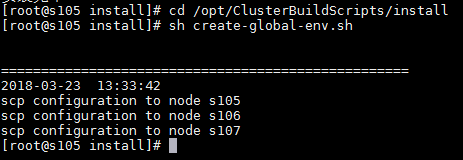 [root@s105 install]# cd /opt/ClusterBuildScripts/install
[root@s105 install]# sh create-global-env.sh
==================================================
2018-03-23  13:33:42
scp configuration to node s105
scp configuration to node s106
scp configuration to node s107
[root@s105 install]#